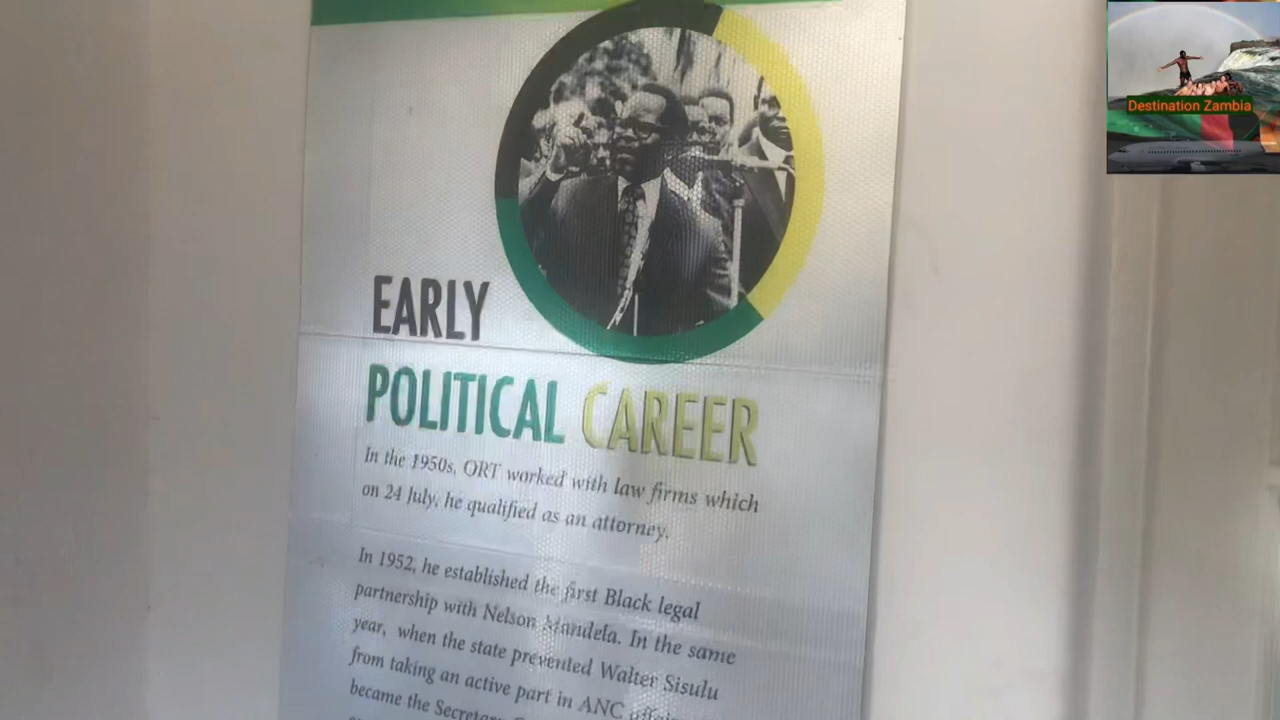 Destination Zambia
EARLY
POLITICAL CAREER
In the 1950s, ORT worked with law firms which
on 24 July, he qualified as an attorney.
In 1952, he established the first Black legal
partnership with Nelson Mandela. In the same
year, when the state prevented Walter Sisulu
from taking an active part in ANC affairs
became the Secretary